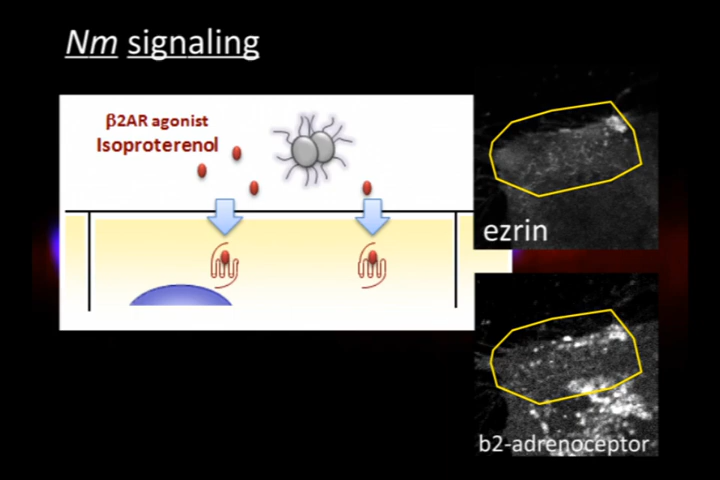 Nm signaling
β2AR agonist
Isoproterenol
ezrin
b2-adrenoceptor